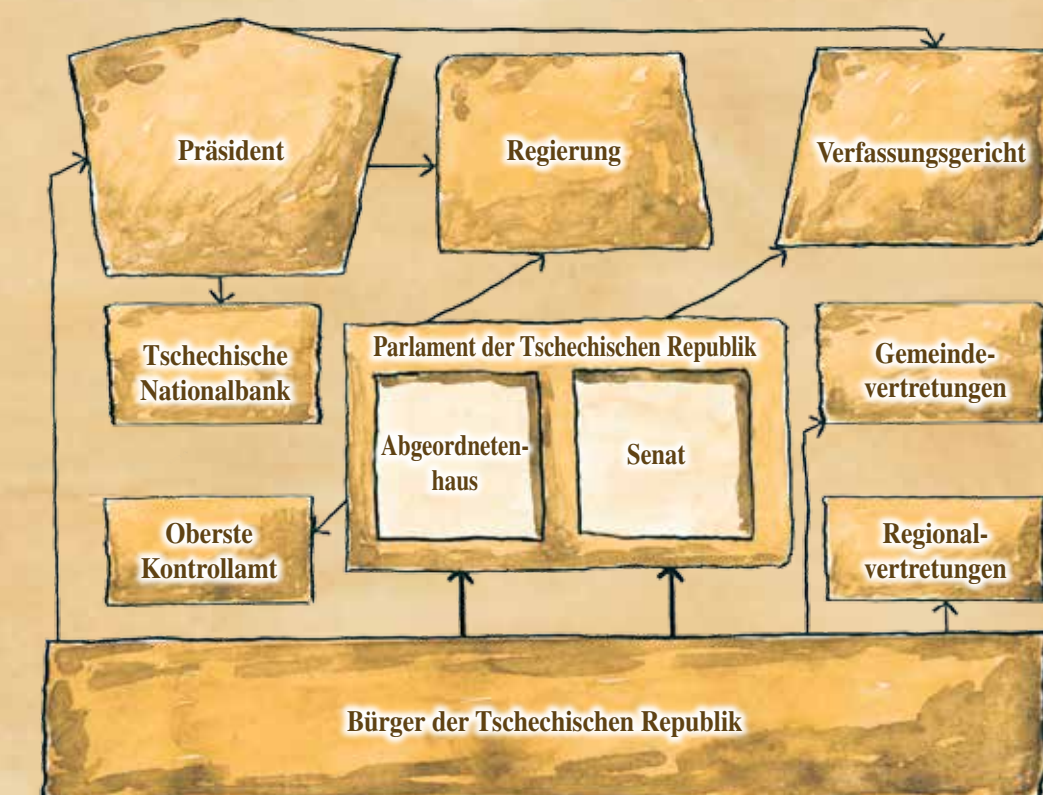 Präsident
Regierung
Verfassungsgericht
Tschechische
Nationalbank
Parlament der Tschechischen Republik
Gemeinde-
vertretungen
Abgeordneten-
haus
Senat
Oberste
Kontrollamt
Regional-
vertretungen
Bürger der Tschechischen Republik